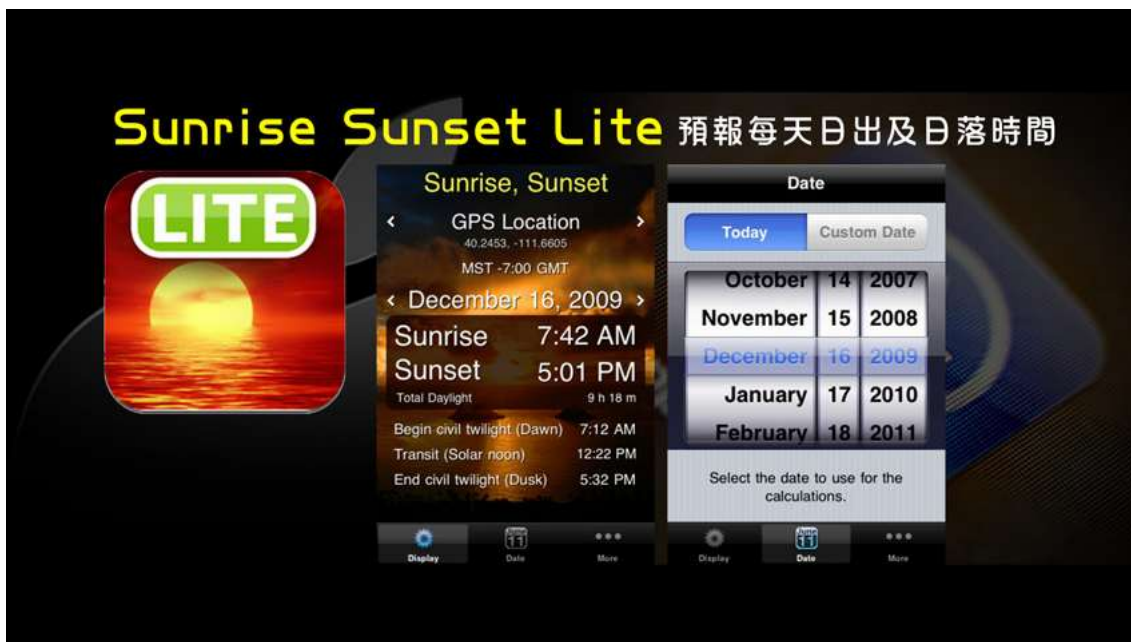 Sunrise Sunset Lite 預報每天日出及日落時間
LITE
Sunrise, Sunset
GPS Location
40.2453, -111.6605
MST -7:00 GMT
December 16, 2009
Sunrise 7:42 AM
Sunset 5:01 PM
Total Daylight 9 h 18 m
Begin civil twilight (Dawn) 7:12 AM
Transit (Solar noon) 12:22 PM
End civil twilight (Dusk) 5:32 PM
June
11
Display Date More
Date
Today Custom Date
October 14 2007
November 15 2008
December 16 2009
January 17 2010
February 18 2011
Select the date to use for the
calculations.
June
11
Display Date More